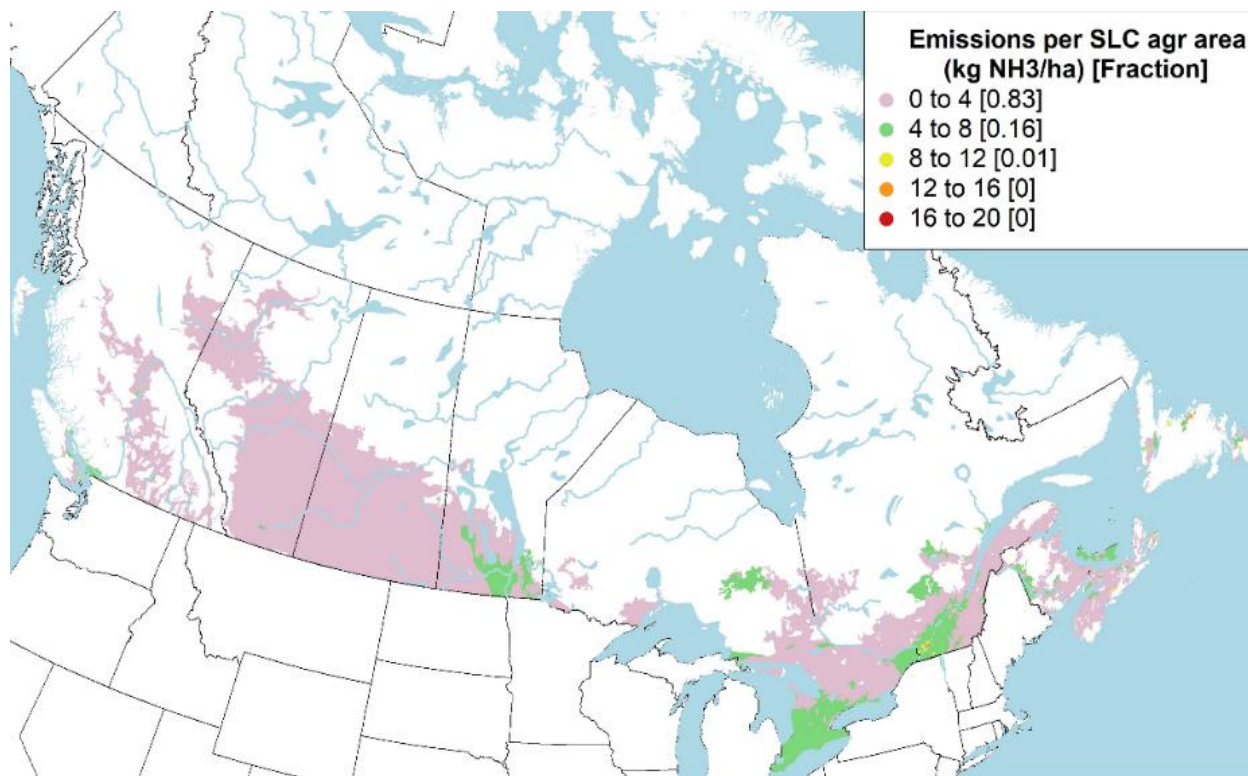 Emissions per SLC agr area
(kg NH3/ha) [Fraction]
0 to 4 [0.83]
4 to 8 [0.16]
8 to 12 [0.01]
12 to 16 [0]
16 to 20 [0]